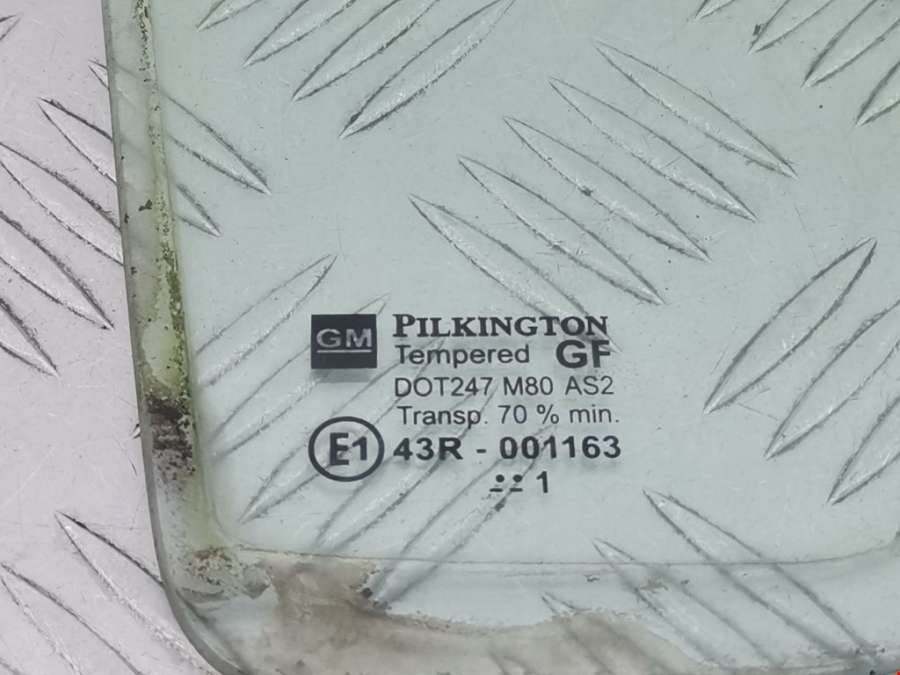 GM PILKINGTON
Tempered GF
DOT247 M80 AS2
Transp. 70 % min.
E1 43R - 001163
1